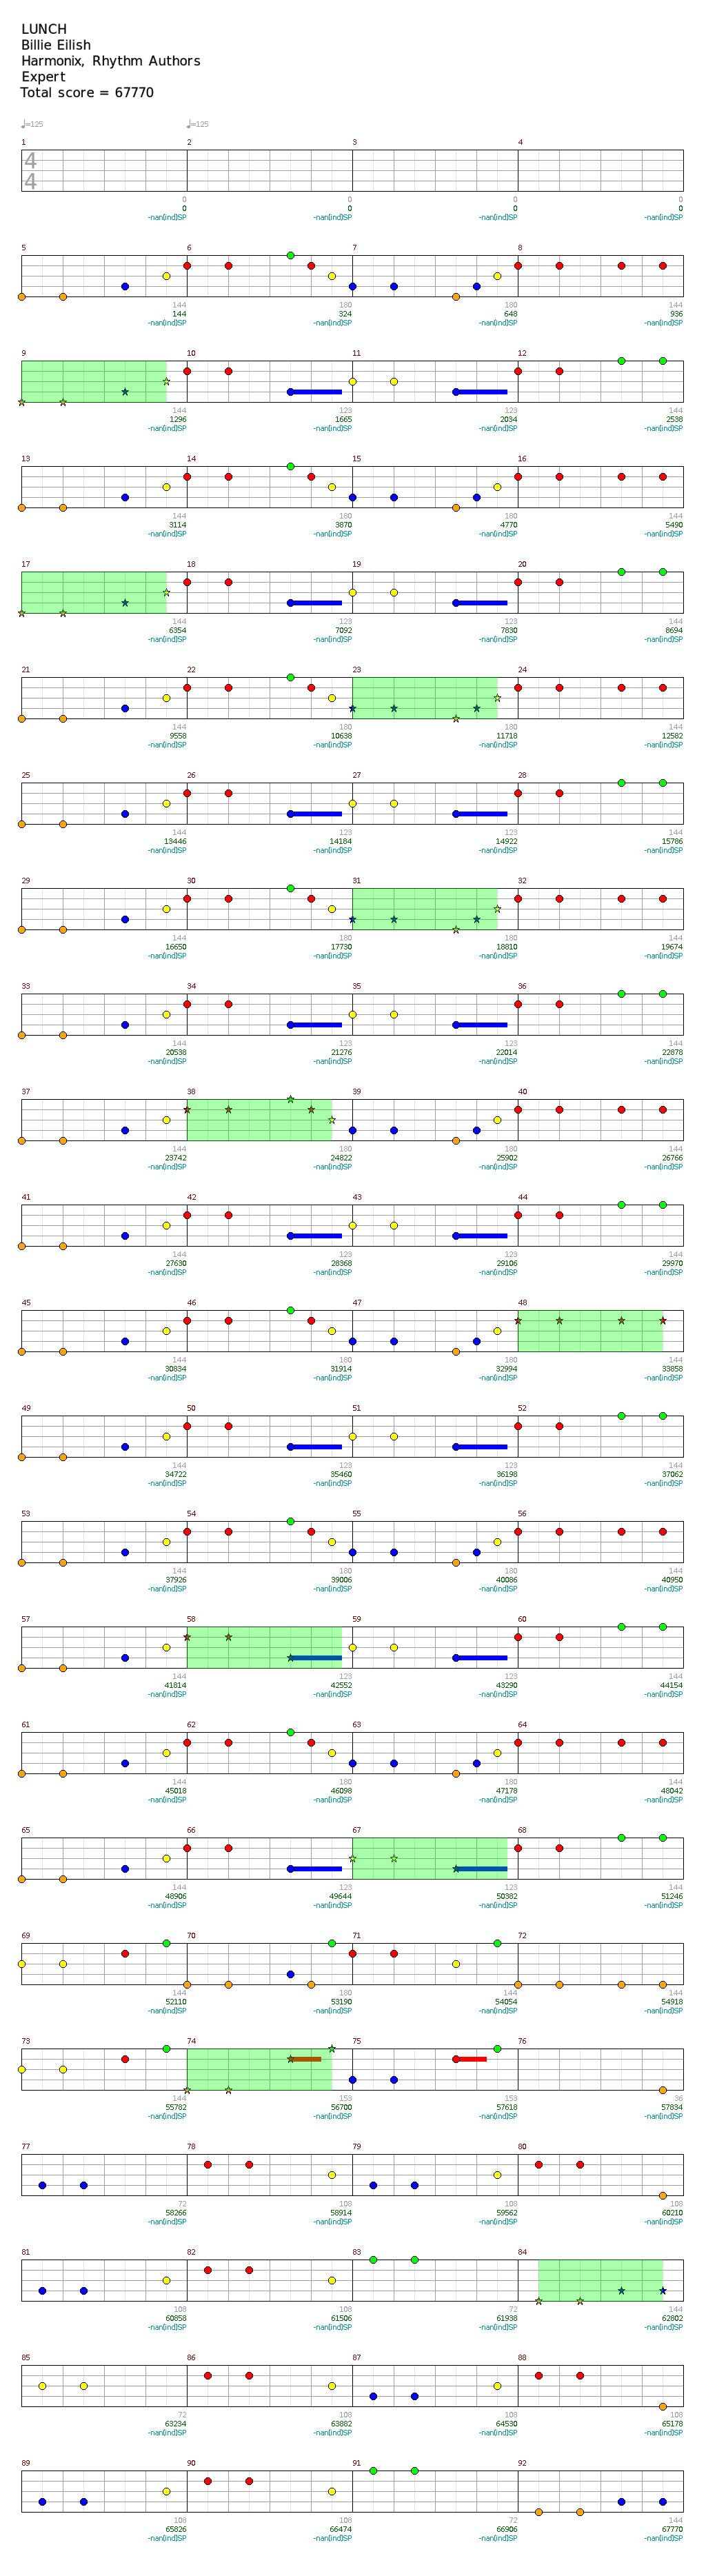 LUNCH
Billie Eilish
Harmonix, Rhythm Authors
Expert
Total score = 67770
♩=125 ♩=125
1 2 3 4
4
4
0 0 0 0
0 0 0 0
-nan(ind)SP -nan(ind)SP -nan(ind)SP -nan(ind)SP
5 6 7 8
144 180 180 144
144 324 648 936
-nan(ind)SP -nan(ind)SP -nan(ind)SP -nan(ind)SP
9 10 11 12
144 123 123 144
1296 1665 2034 2538
-nan(ind)SP -nan(ind)SP -nan(ind)SP -nan(ind)SP
13 14 15 16
144 180 180 144
3114 3870 4770 5490
-nan(ind)SP -nan(ind)SP -nan(ind)SP -nan(ind)SP
17 18 19 20
144 123 123 144
6354 7092 7830 8694
-nan(ind)SP -nan(ind)SP -nan(ind)SP -nan(ind)SP
21 22 23 24
144 180 180 144
9558 10638 11718 12582
-nan(ind)SP -nan(ind)SP -nan(ind)SP -nan(ind)SP
25 26 27 28
144 123 123 144
13446 14184 14922 15786
-nan(ind)SP -nan(ind)SP -nan(ind)SP -nan(ind)SP
29 30 31 32
144 180 180 144
16650 17730 18810 19674
-nan(ind)SP -nan(ind)SP -nan(ind)SP -nan(ind)SP
33 34 35 36
144 123 123 144
20538 21276 22014 22878
-nan(ind)SP -nan(ind)SP -nan(ind)SP -nan(ind)SP
37 38 39 40
144 180 180 144
23742 24822 25902 26766
-nan(ind)SP -nan(ind)SP -nan(ind)SP -nan(ind)SP
41 42 43 44
144 123 123 144
27630 28368 29106 29970
-nan(ind)SP -nan(ind)SP -nan(ind)SP -nan(ind)SP
45 46 47 48
144 180 180 144
30834 31914 32994 33858
-nan(ind)SP -nan(ind)SP -nan(ind)SP -nan(ind)SP
49 50 51 52
144 123 123 144
34722 35460 36198 37062
-nan(ind)SP -nan(ind)SP -nan(ind)SP -nan(ind)SP
53 54 55 56
144 180 180 144
37926 39006 40086 40950
-nan(ind)SP -nan(ind)SP -nan(ind)SP -nan(ind)SP
57 58 59 60
144 123 123 144
41814 42552 43290 44154
-nan(ind)SP -nan(ind)SP -nan(ind)SP -nan(ind)SP
61 62 63 64
144 180 180 144
45018 46098 47178 48042
-nan(ind)SP -nan(ind)SP -nan(ind)SP -nan(ind)SP
65 66 67 68
144 123 123 144
48906 49644 50382 51246
-nan(ind)SP -nan(ind)SP -nan(ind)SP -nan(ind)SP
69 70 71 72
144 180 144 144
52110 53190 54054 54918
-nan(ind)SP -nan(ind)SP -nan(ind)SP -nan(ind)SP
73 74 75 76
144 153 153 36
55782 56700 57618 57834
-nan(ind)SP -nan(ind)SP -nan(ind)SP -nan(ind)SP
77 78 79 80
72 108 108 108
58266 58914 59562 60210
-nan(ind)SP -nan(ind)SP -nan(ind)SP -nan(ind)SP
81 82 83 84
108 108 72 144
60858 61506 61938 62802
-nan(ind)SP -nan(ind)SP -nan(ind)SP -nan(ind)SP
85 86 87 88
72 108 108 108
63234 63882 64530 65178
-nan(ind)SP -nan(ind)SP -nan(ind)SP -nan(ind)SP
89 90 91 92
108 108 72 144
65826 66474 66906 67770
-nan(ind)SP -nan(ind)SP -nan(ind)SP -nan(ind)SP